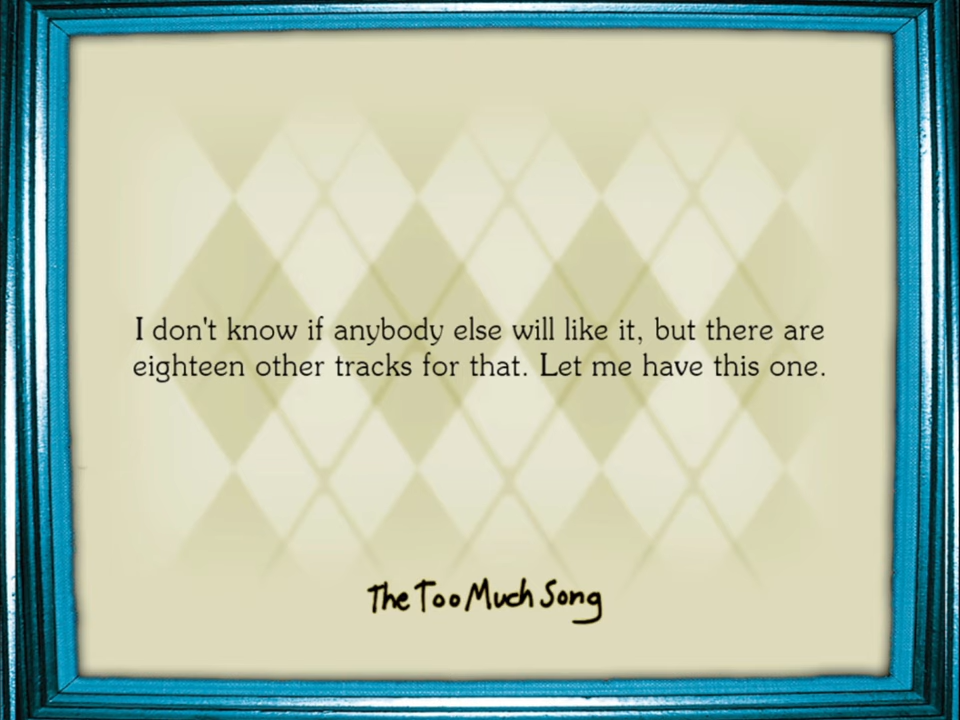 I don't know if anybody else will like it, but there are
eighteen other tracks for that. Let me have this one.
The Too Much Song